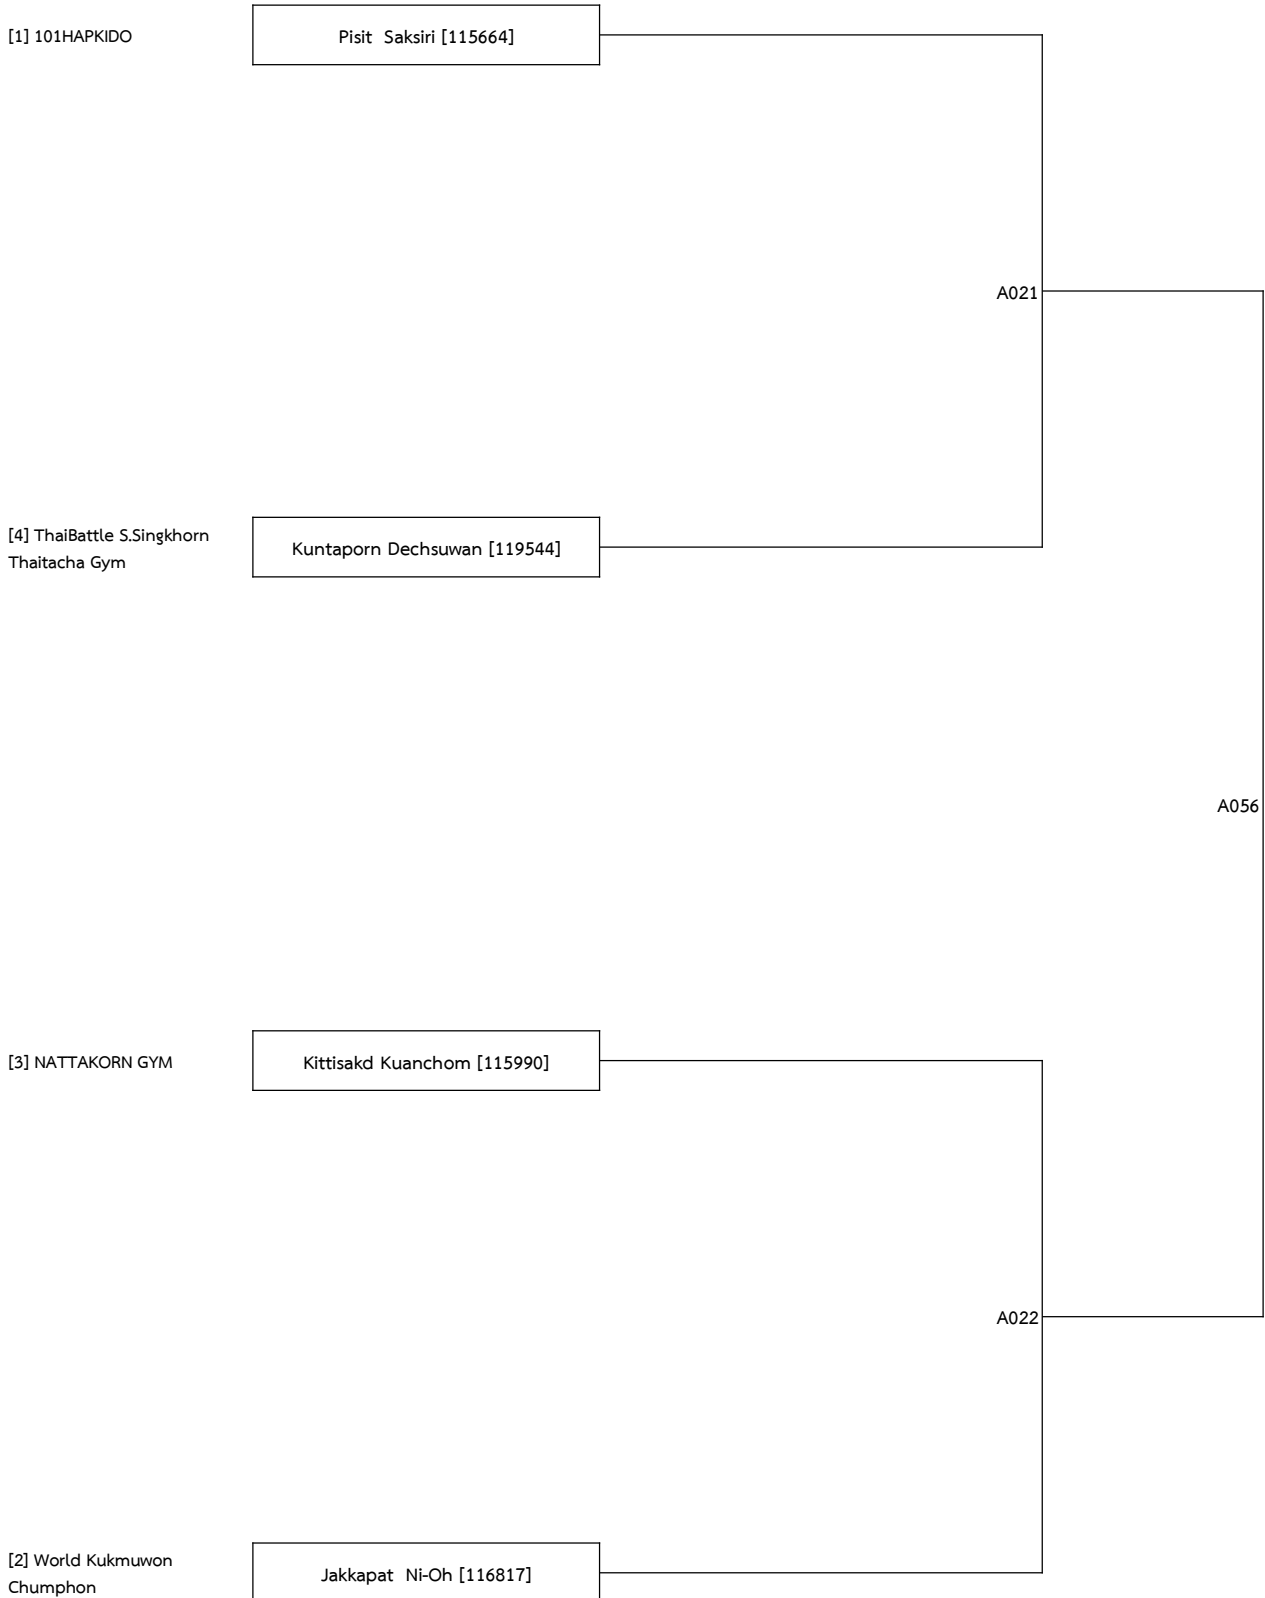 [1] 101HAPKIDO
Pisit  Saksiri [115664]
A021
[4] ThaiBattle S.Singkhorn
Thaitacha Gym
Kuntaporn Dechsuwan [119544]
A056
[3] NATTAKORN GYM
Kittisakd Kuanchom [115990]
A022
[2] World Kukmuwon
Chumphon
Jakkapat  Ni-Oh [116817]